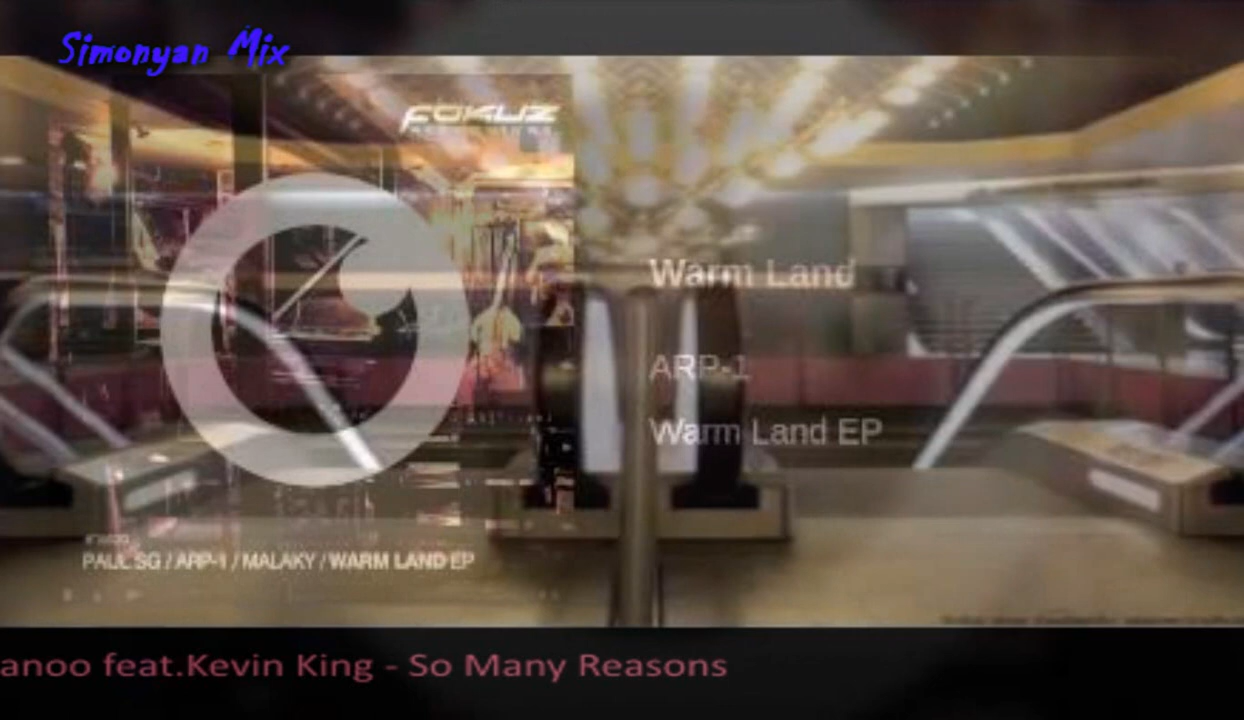 Simonyan Mix
FOKUZ
Warm Land
ARP-1
Warm Land EP
PAUL SG / ARP-1 / MALAKY / WARM LAND EP
anoo feat.Kevin King - So Many Reasons